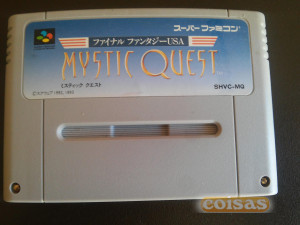 スーパーファミコン
ファイナル ファンタジーUSA
MYSTIC QUEST
ミスティック クエスト
SHVC-MQ
coisas